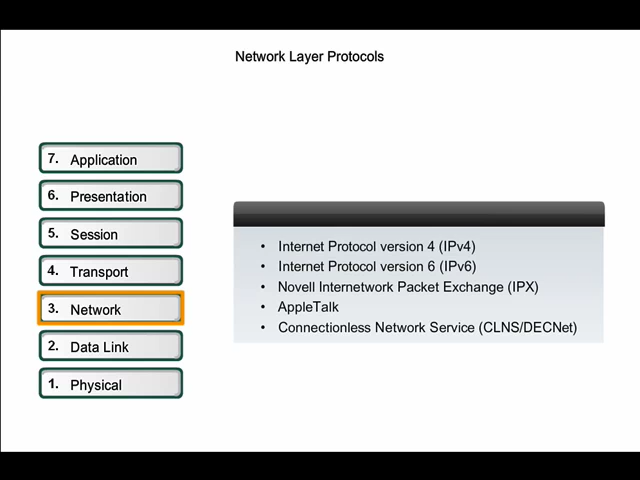 Network Layer Protocols
7. Application
6. Presentation
5. Session
4. Transport
3. Network
2. Data Link
1. Physical
• Internet Protocol version 4 (IPv4)
• Internet Protocol version 6 (IPv6)
• Novell Internetwork Packet Exchange (IPX)
• AppleTalk
• Connectionless Network Service (CLNS/DECNet)